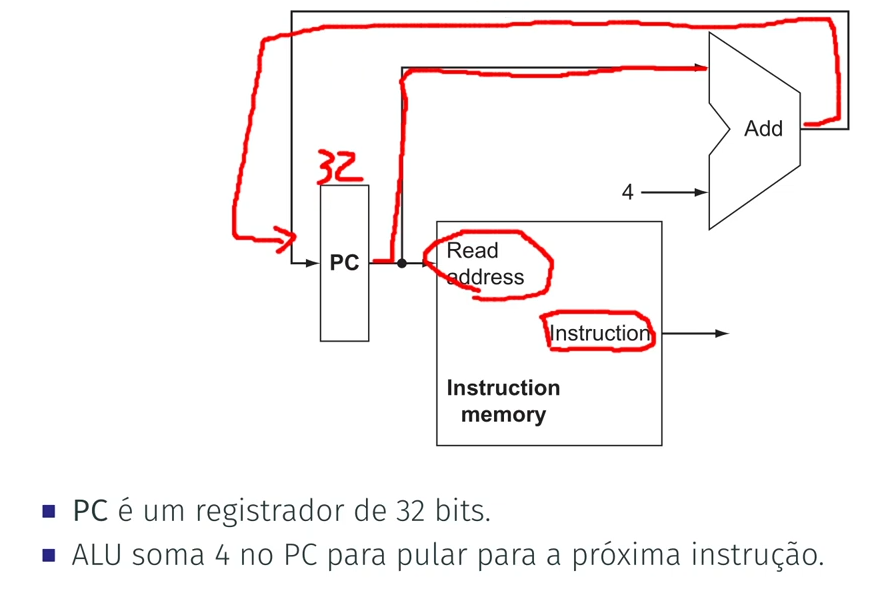 32
Add
4
PC
Read
address
Instruction
Instruction
memory
PC é um registrador de 32 bits.
ALU soma 4 no PC para pular para a próxima instrução.